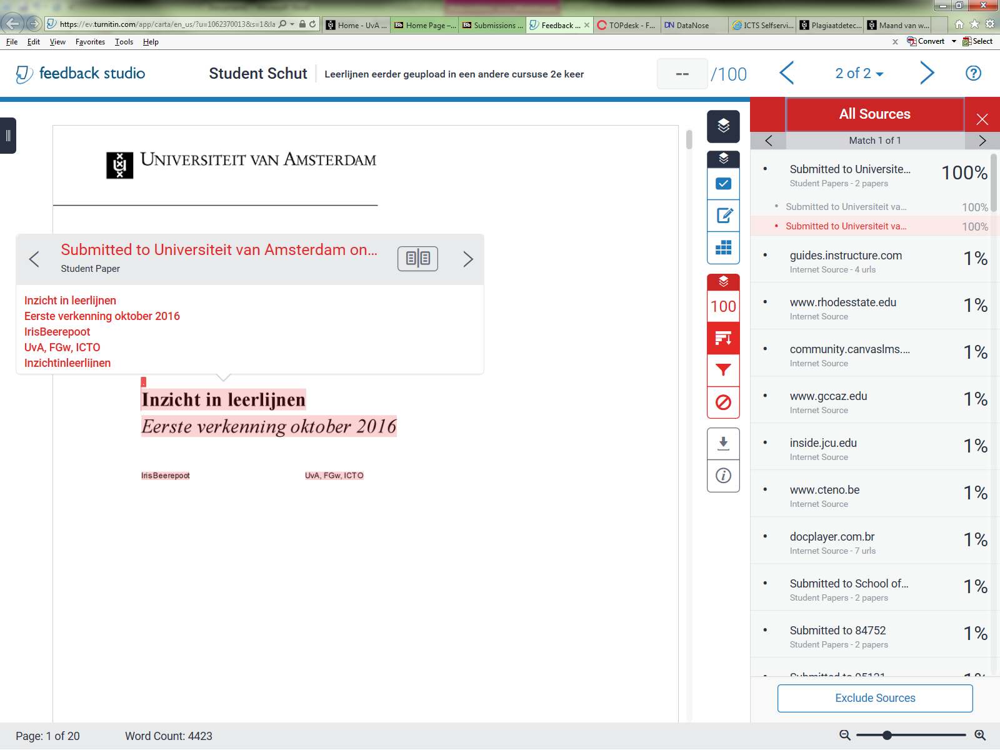 https://ev.turnitin.com/app/carta/en_us/?u=1062370013&s=1&la
Home - UvA ...
Bb Home Page –...
Bb Submissions ...
Feedback ...
TOPdesk - F...
DN DataNose
ICTS Selfservi...
Plagiaatdetec...
Maand van w...
File Edit View Favorites Tools Help
x Convert Select
feedback studio
Student Schut
Leerlijnen eerder geupload in een andere cursuse 2e keer
-- /100
2 of 2
?
All Sources
Match 1 of 1
UNIVERSITEIT VAN AMSTERDAM
Submitted to Universiteit van Amsterdam on...
Student Paper
Inzicht in leerlijnen
Eerste verkenning oktober 2016
IrisBeerepoot
UvA, FGw, ICTO
Inzichtinleerlijnen
Inzicht in leerlijnen
Eerste verkenning oktober 2016
IrisBeerepoot UvA, FGw, ICTO
100
Submitted to Universite... 100%
Student Papers - 2 papers
Submitted to Universiteit va... 100%
Submitted to Universiteit va... 100%
guides.instructure.com 1%
Internet Source - 4 urls
www.rhodesstate.edu 1%
Internet Source
community.canvaslms.... 1%
Internet Source
www.gccaz.edu 1%
Internet Source
inside.jcu.edu 1%
Internet Source
www.cteno.be 1%
Internet Source
docplayer.com.br 1%
Internet Source - 7 urls
Submitted to School of... 1%
Student Papers - 2 papers
Submitted to 84752 1%
Student Papers - 2 papers
Exclude Sources
Page: 1 of 20
Word Count: 4423